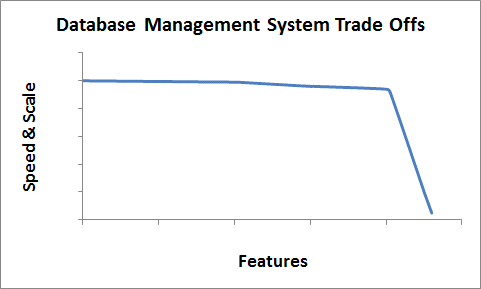 Database Management System Trade Offs
Speed & Scale
Features